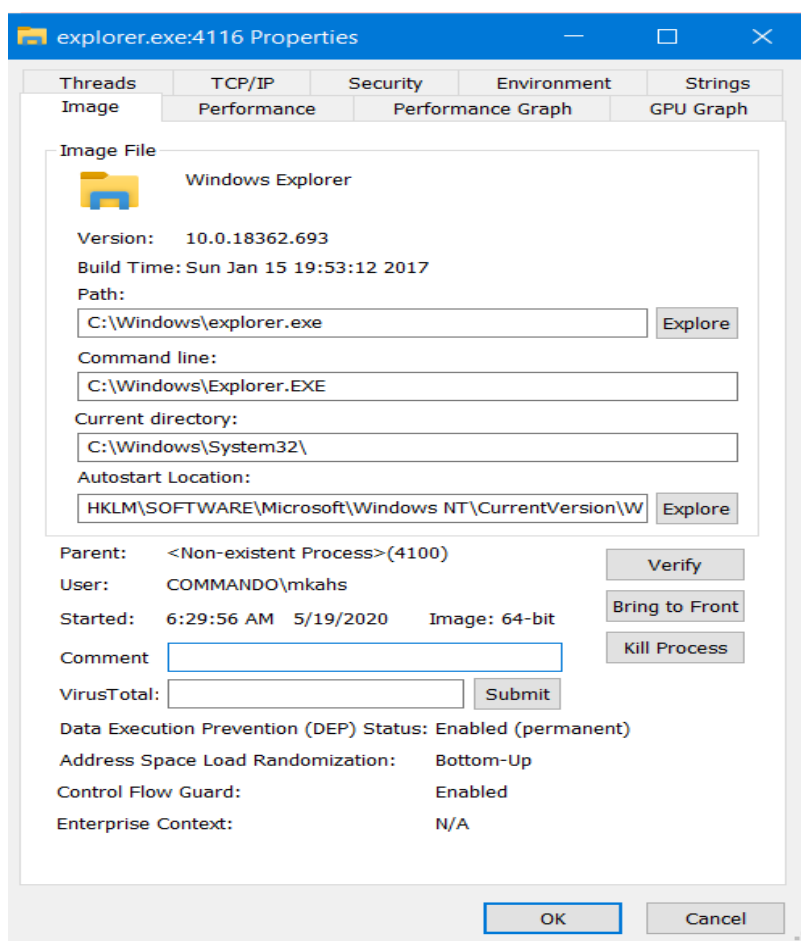 explorer.exe:4116 Properties
Threads TCP/IP Security Environment Strings
Image Performance Performance Graph GPU Graph
Image File
Windows Explorer
Version: 10.0.18362.693
Build Time: Sun Jan 15 19:53:12 2017
Path:
C:\Windows\explorer.exe Explore
Command line:
C:\Windows\Explorer.EXE
Current directory:
C:\Windows\System32\
Autostart Location:
HKLM\SOFTWARE\Microsoft\Windows NT\CurrentVersion\W Explore
Parent: <Non-existent Process>(4100) Verify
User: COMMANDO\mkahs
Bring to Front
Started: 6:29:56 AM 5/19/2020 Image: 64-bit
Kill Process
Comment
VirusTotal: Submit
Data Execution Prevention (DEP) Status: Enabled (permanent)
Address Space Load Randomization: Bottom-Up
Control Flow Guard: Enabled
Enterprise Context: N/A
OK Cancel